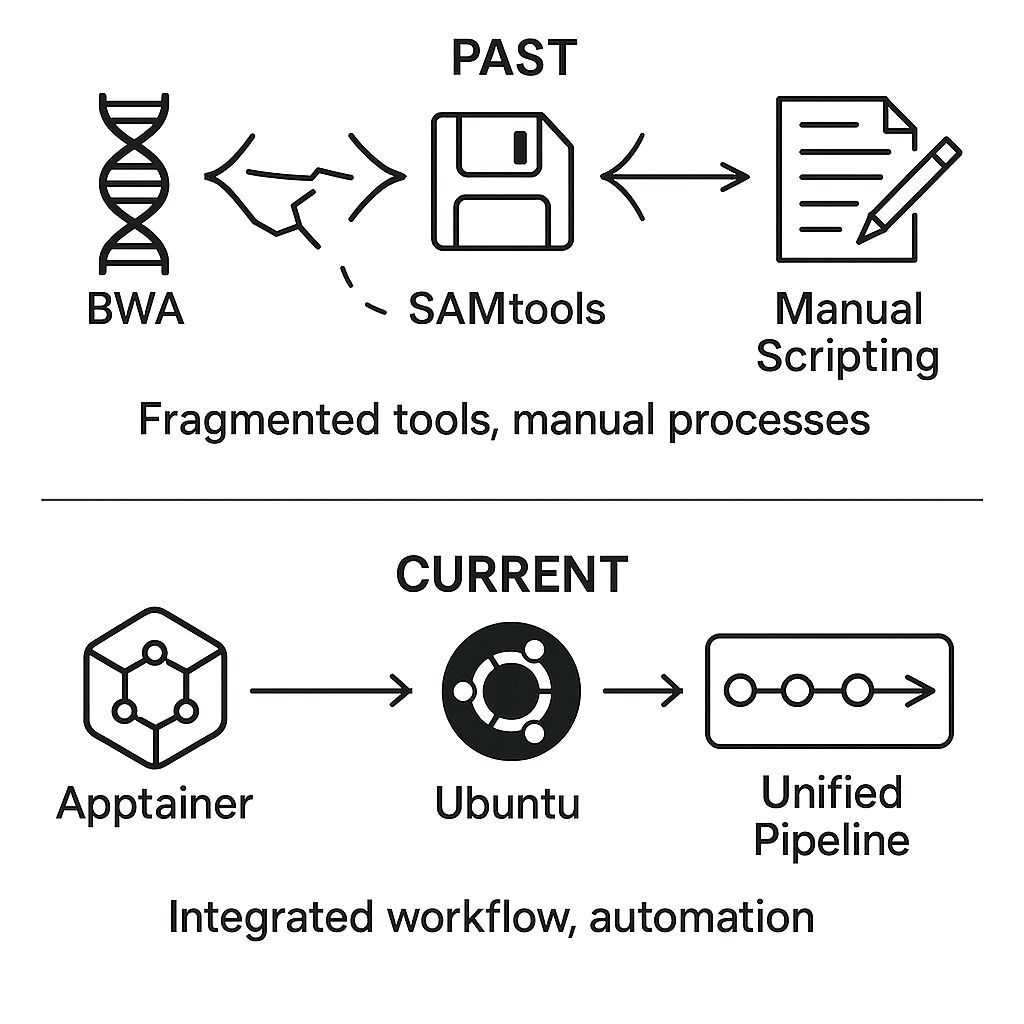 PAST
BWA
SAMtools
Manual
Scripting
Fragmented tools, manual processes
CURRENT
Apptainer
Ubuntu
Unified
Pipeline
Integrated workflow, automation